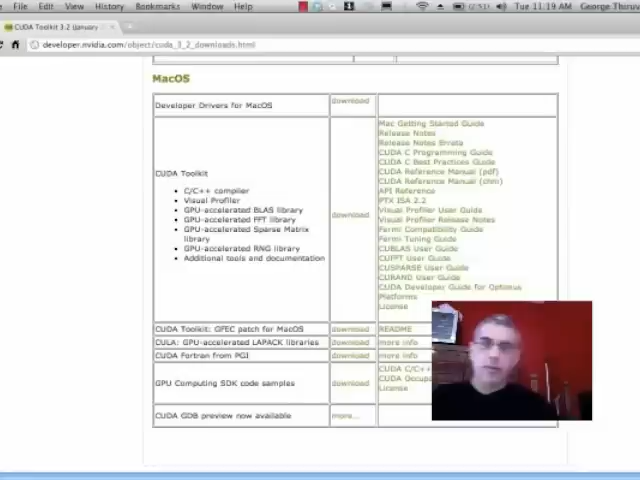 File Edit View History Bookmarks Window Help
(2:51) Tue 11:19 AM George Thiruv
CUDA Toolkit 3.2 (January
developer.nvidia.com/object/cuda_3_2_downloads.html
MacOS
Developer Drivers for MacOS download
CUDA Toolkit
• C/C++ compiler
• Visual Profiler
• GPU-accelerated BLAS library
• GPU-accelerated FFT library
• GPU-accelerated Sparse Matrix
library
• GPU-accelerated RNG library
• Additional tools and documentation
download
Mac Getting Started Guide
Release Notes
Release Notes Errata
CUDA C Programming Guide
CUDA C Best Practices Guide
CUDA Reference Manual (pdf)
CUDA Reference Manual (chm)
API Reference
PTX ISA 2.2
Visual Profiler User Guide
Visual Profiler Release Notes
Fermi Compatibility Guide
Fermi Tuning Guide
CUBLAS User Guide
CUFFT User Guide
CUSPARSE User Guide
CURAND User Guide
CUDA Developer Guide for Optimus
Platforms
License
CUDA Toolkit: GFEC patch for MacOS download README
CULA: GPU-accelerated LAPACK libraries download more info
CUDA Fortran from PGI download more info
GPU Computing SDK code samples download
CUDA C/C++
CUDA Occup
License
CUDA GDB preview now available more...